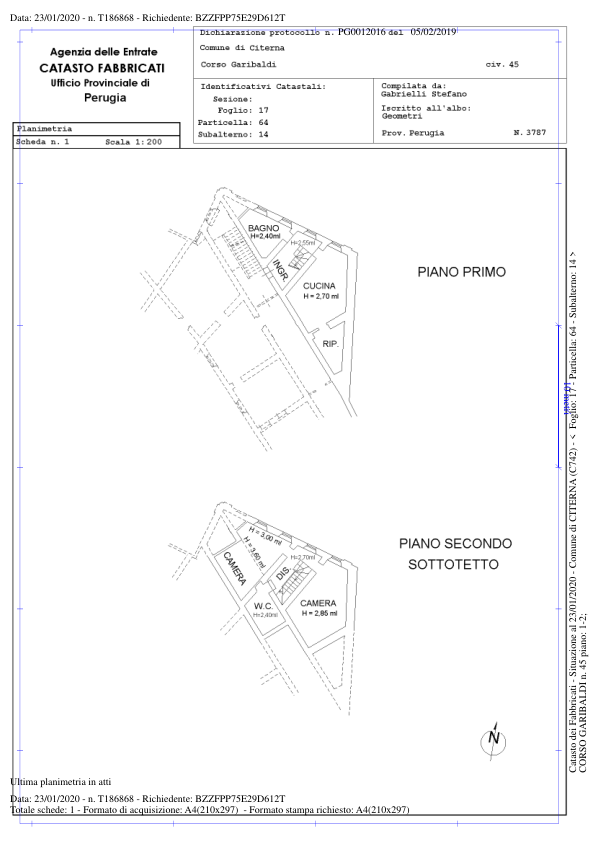 Data: 23/01/2020 - n. T186868 - Richiedente: BZZFPP75E29D612T
Agenzia delle Entrate
CATASTO FABBRICATI
Ufficio Provinciale di
Perugia
Dichiarazione protocollo n. PG0012016 del 05/02/2019
Comune di Citerna
Corso Garibaldi civ. 45
Identificativi Catastali:
Sezione:
Foglio: 17
Particella: 64
Subalterno: 14
Compilata da:
Gabrielli Stefano
Iscritto all'albo:
Geometri
Prov. Perugia N. 3787
Planimetria
Scheda n. 1 Scala 1:200
BAGNO
H=2,40ml
H=2,55ml
INGR.
CUCINA
H = 2,70 ml
RIP.
PIANO PRIMO
H = 3,00 ml
H = 3,60 ml
CAMERA
H=2,70ml
DIS.
W.C.
H=2,40ml
CAMERA
H = 2,85 ml
PIANO SECONDO
SOTTOTETTO
N
10 metri
Catasto dei Fabbricati - Situazione al 23/01/2020 - Comune di CITERNA (C742) - < Foglio: 17 - Particella: 64 - Subalterno: 14 >
CORSO GARIBALDI n. 45 piano: 1-2;
Ultima planimetria in atti
Data: 23/01/2020 - n. T186868 - Richiedente: BZZFPP75E29D612T
Totale schede: 1 - Formato di acquisizione: A4(210x297) - Formato stampa richiesto: A4(210x297)